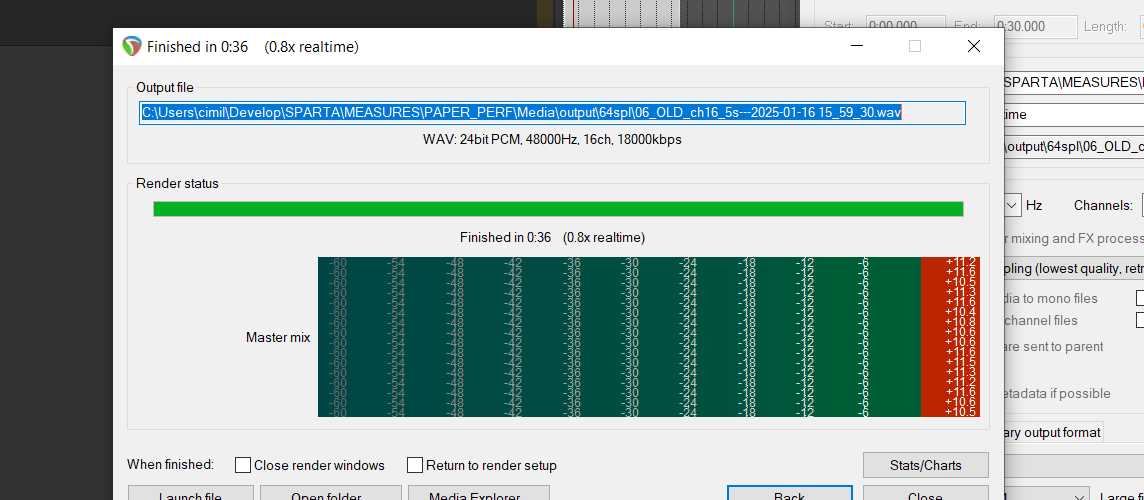 Start: 0:00.000 End: 0:30.000 Length:
Finished in 0:36 (0.8x realtime)
Output file
SPARTA\MEASURES\
C:\Users\cimil\Develop\SPARTA\MEASURES\PAPER_PERF\Media\output\64spl\06_OLD_ch16_5s---2025-01-16 15_59_30.wav
WAV: 24bit PCM, 48000Hz, 16ch, 18000kbps
\output\64spl\06_OLD_c
Render status
Hz Channels:
Finished in 0:36 (0.8x realtime)
r mixing and FX process
-60 -54 -48 -42 -36 -30 -24 -18 -12 -6 +11.2
-60 -54 -48 -42 -36 -30 -24 -18 -12 -6 +11.6
-60 -54 -48 -42 -36 -30 -24 -18 -12 -6 +10.5
-60 -54 -48 -42 -36 -30 -24 -18 -12 -6 +11.3
-60 -54 -48 -42 -36 -30 -24 -18 -12 -6 +11.6
-60 -54 -48 -42 -36 -30 -24 -18 -12 -6 +10.4
-60 -54 -48 -42 -36 -30 -24 -18 -12 -6 +10.8
-60 -54 -48 -42 -36 -30 -24 -18 -12 -6 +10.6
-60 -54 -48 -42 -36 -30 -24 -18 -12 -6 +10.6
-60 -54 -48 -42 -36 -30 -24 -18 -12 -6 +11.6
-60 -54 -48 -42 -36 -30 -24 -18 -12 -6 +11.5
-60 -54 -48 -42 -36 -30 -24 -18 -12 -6 +11.3
-60 -54 -48 -42 -36 -30 -24 -18 -12 -6 +11.2
-60 -54 -48 -42 -36 -30 -24 -18 -12 -6 +11.6
-60 -54 -48 -42 -36 -30 -24 -18 -12 -6 +10.6
-60 -54 -48 -42 -36 -30 -24 -18 -12 -6 +10.5
Master mix
pling (lowest quality, retr
dia to mono files
channel files
are sent to parent
etadata if possible
ary output format
When finished: Close render windows Return to render setup Stats/Charts
Launch file Open folder Media Explorer Back Close
Large fi